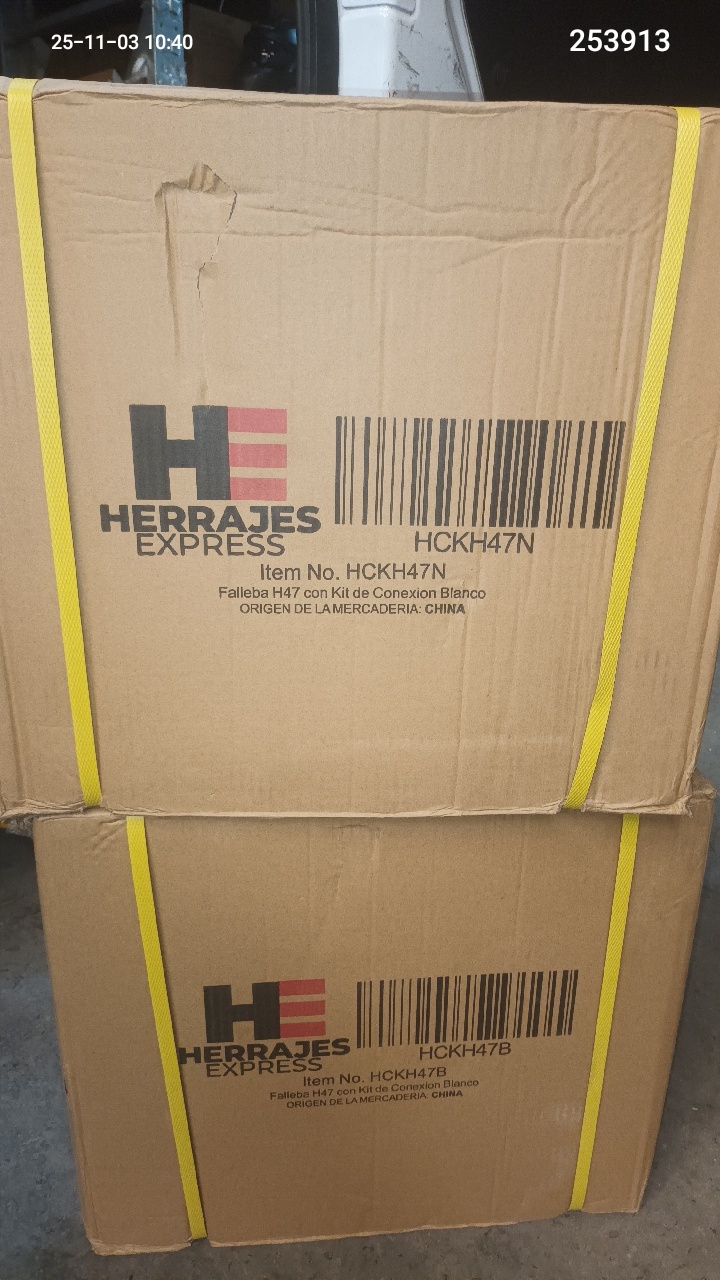 25-11-03 10:40
253913
HE
HERRAJES
EXPRESS
HCKH47N
Item No. HCKH47N
Falleba H47 con Kit de Conexion Blanco
ORIGEN DE LA MERCADERIA: CHINA
HE
HERRAJES
EXPRESS
HCKH47B
Item No. HCKH47B
Falleba H47 con Kit de Conexion Blanco
ORIGEN DE LA MERCADERIA: CHINA